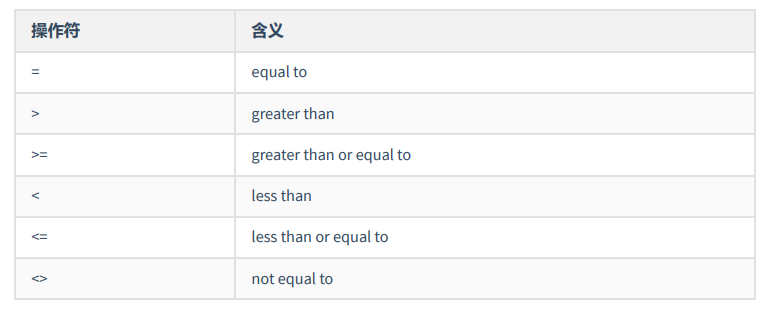 操作符 含义
= equal to
> greater than
>= greater than or equal to
< less than
<= less than or equal to
<> not equal to